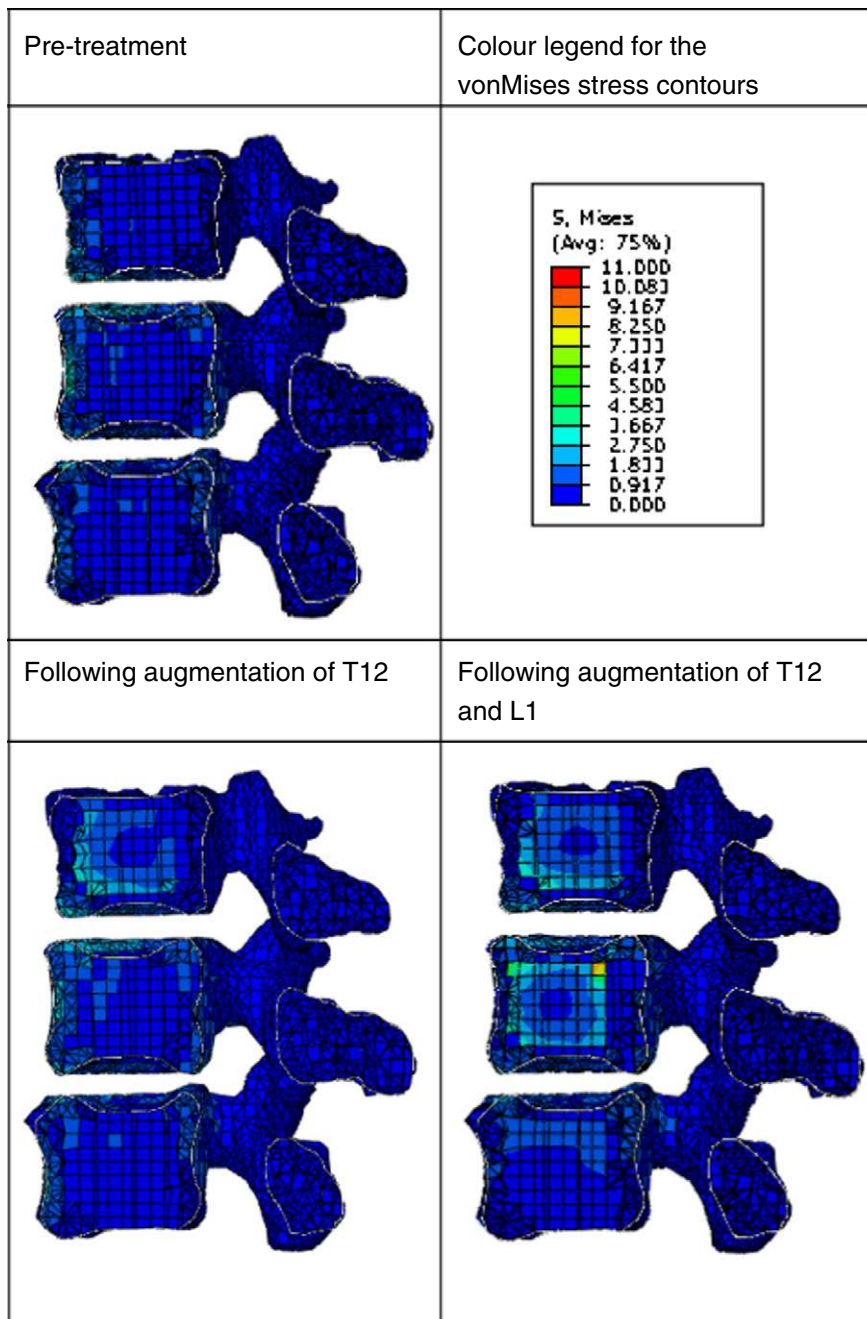 Pre-treatment
Colour legend for the
vonMises stress contours
S, Mises
(Avg: 75%)
11.000
10.083
9.167
8.250
7.333
6.417
5.500
4.583
3.667
2.750
1.833
0.917
0.000
Following augmentation of T12
Following augmentation of T12
and L1